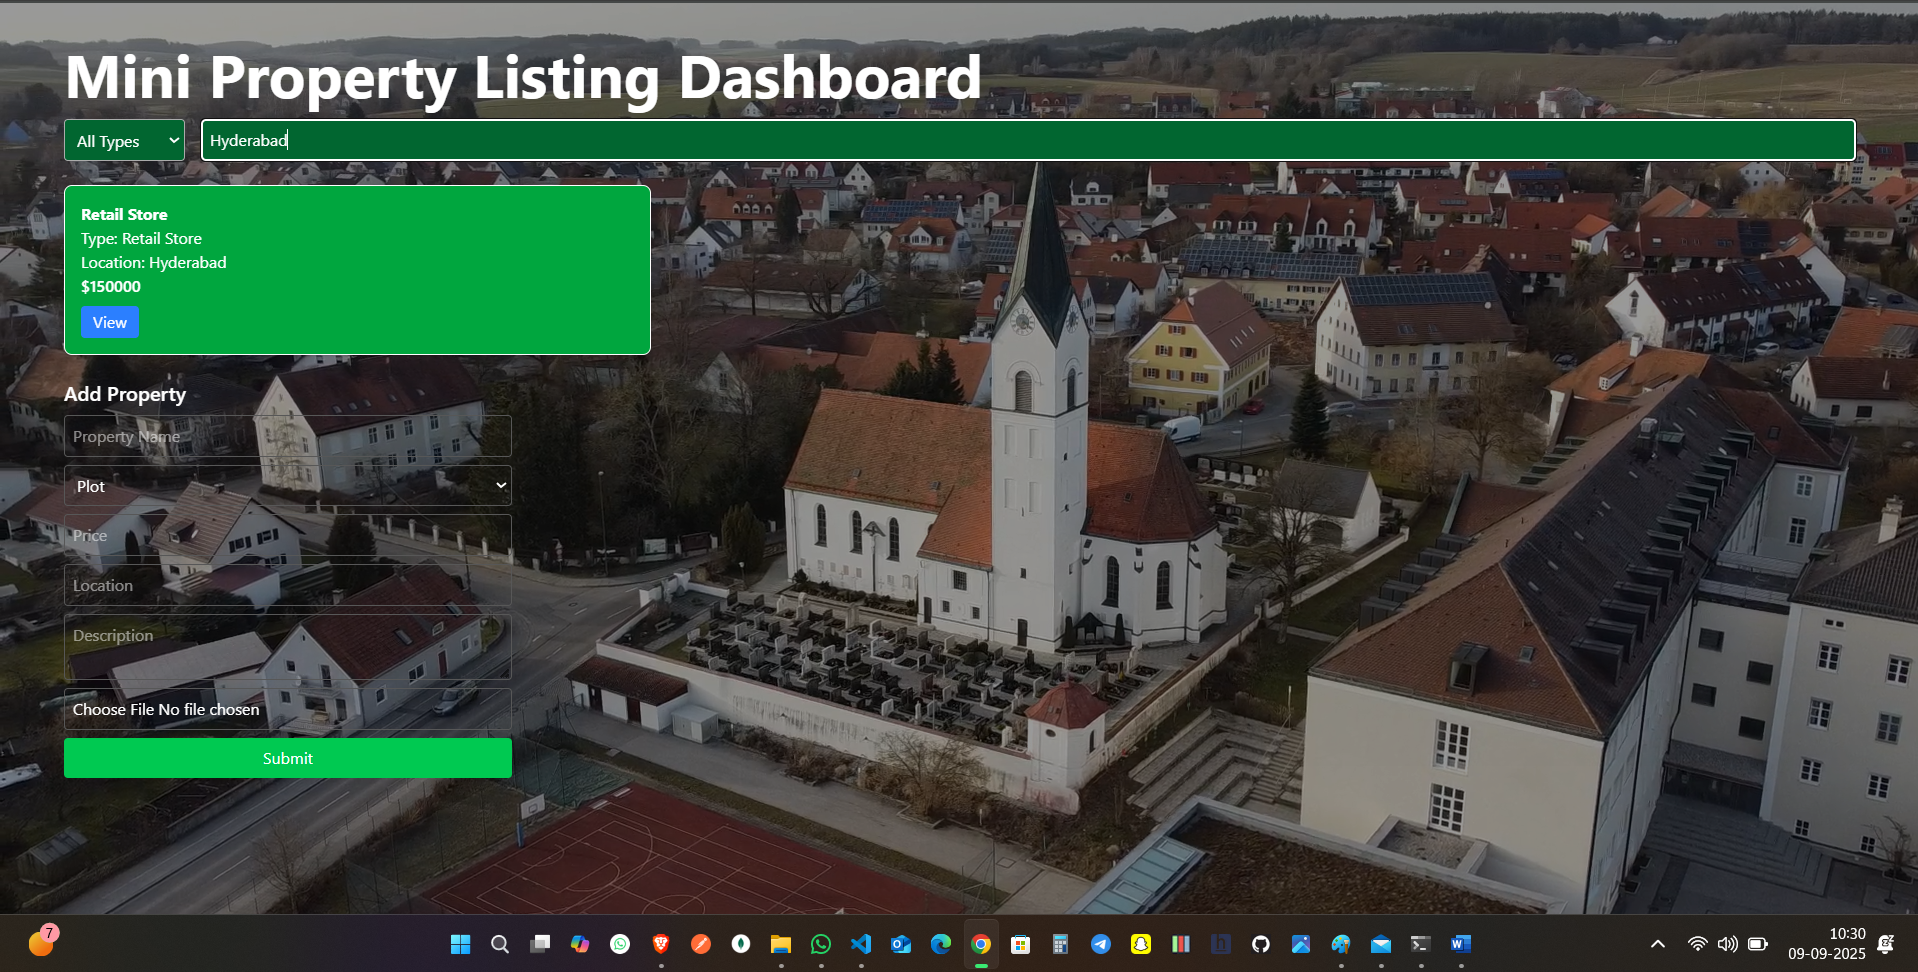 Mini Property Listing Dashboard
All Types
Hyderabad
Retail Store
Type: Retail Store
Location: Hyderabad
$150000
View
Add Property
Property Name
Plot
Price
Location
Description
Choose File No file chosen
Submit
7
10:30
09-09-2025